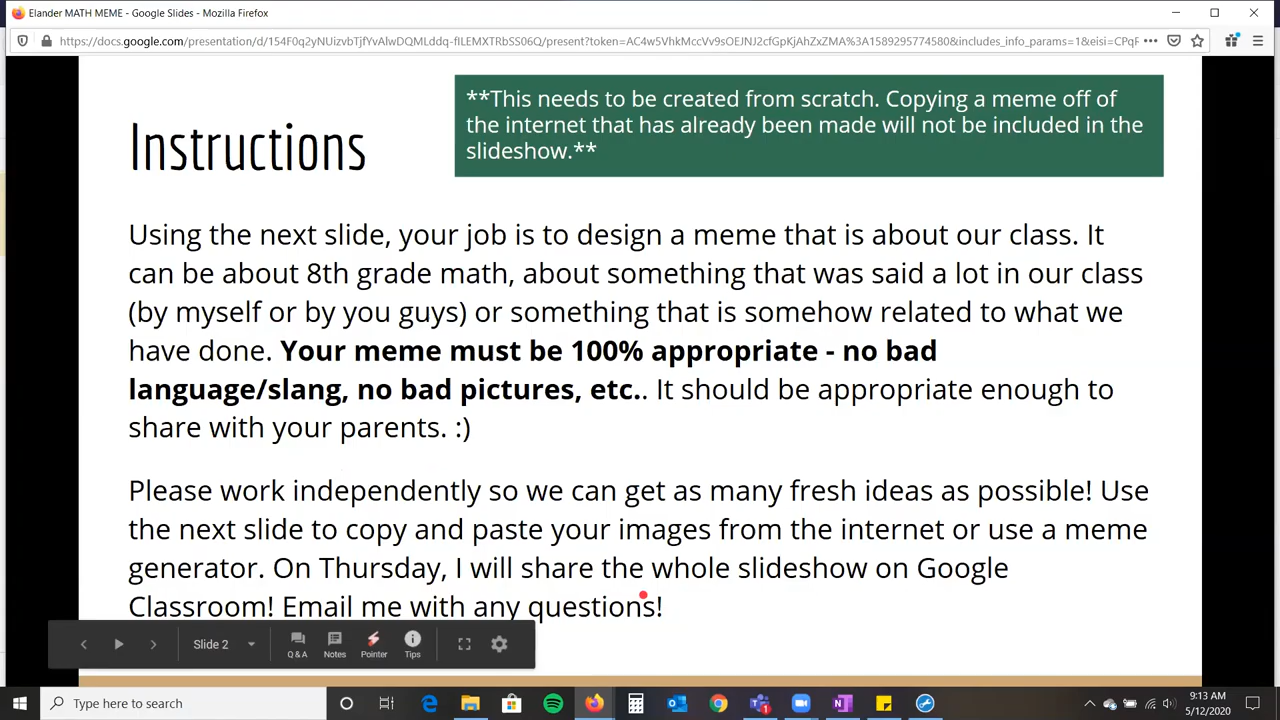 Elander MATH MEME - Google Slides - Mozilla Firefox
https://docs.google.com/presentation/d/154F0q2yNUizvbTjfYvAlwDQMLddq-fILEMXTRbSS06Q/present?token=AC4w5VhkMccVv9sOEJNJ2cfGpKjAhZxZMA%3A1589295774580&includes_info_params=1&eisi=CPqF
**This needs to be created from scratch. Copying a meme off of
the internet that has already been made will not be included in the
slideshow.**
Instructions
Using the next slide, your job is to design a meme that is about our class. It
can be about 8th grade math, about something that was said a lot in our class
(by myself or by you guys) or something that is somehow related to what we
have done. Your meme must be 100% appropriate - no bad
language/slang, no bad pictures, etc.. It should be appropriate enough to
share with your parents. :)
Please work independently so we can get as many fresh ideas as possible! Use
the next slide to copy and paste your images from the internet or use a meme
generator. On Thursday, I will share the whole slideshow on Google
Classroom! Email me with any questions!
Slide 2
Q & A Notes Pointer Tips
Type here to search
9:13 AM
5/12/2020